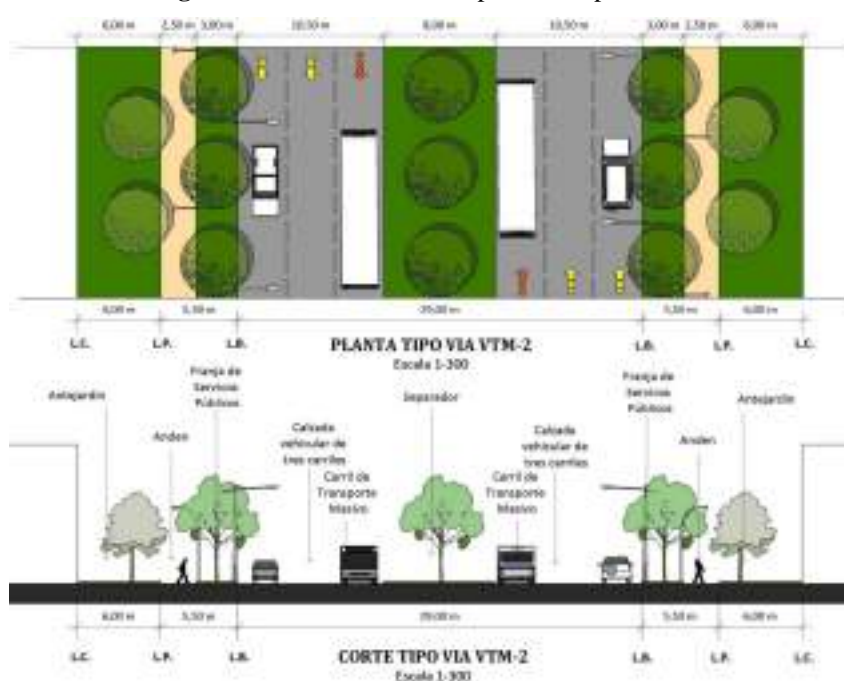 6,00 m 2,50 m 3,00 m 10,50 m 8,00 m 10,50 m 3,00 m 2,50 m 6,00 m
6,00 m 5,50 m 29,00 m 5,50 m 6,00 m
L.C. L.P. L.B. PLANTA TIPO VIA VTM-2 L.B. L.P. L.C.
Escala 1-300
Antejardin
Anden
Franja de
Servicios
Públicos
Calzada
vehicular de
tres carriles
Carril de
Transporte
Masivo
Separador
Carril de
Transporte
Masivo
Calzada
vehicular de
tres carriles
Franja de
Servicios
Públicos
Anden
Antejardin
6,00 m 5,50 m 29,00 m 5,50 m 6,00 m
L.C. L.P. L.B. CORTE TIPO VIA VTM-2 L.B. L.P. L.C.
Escala 1-300